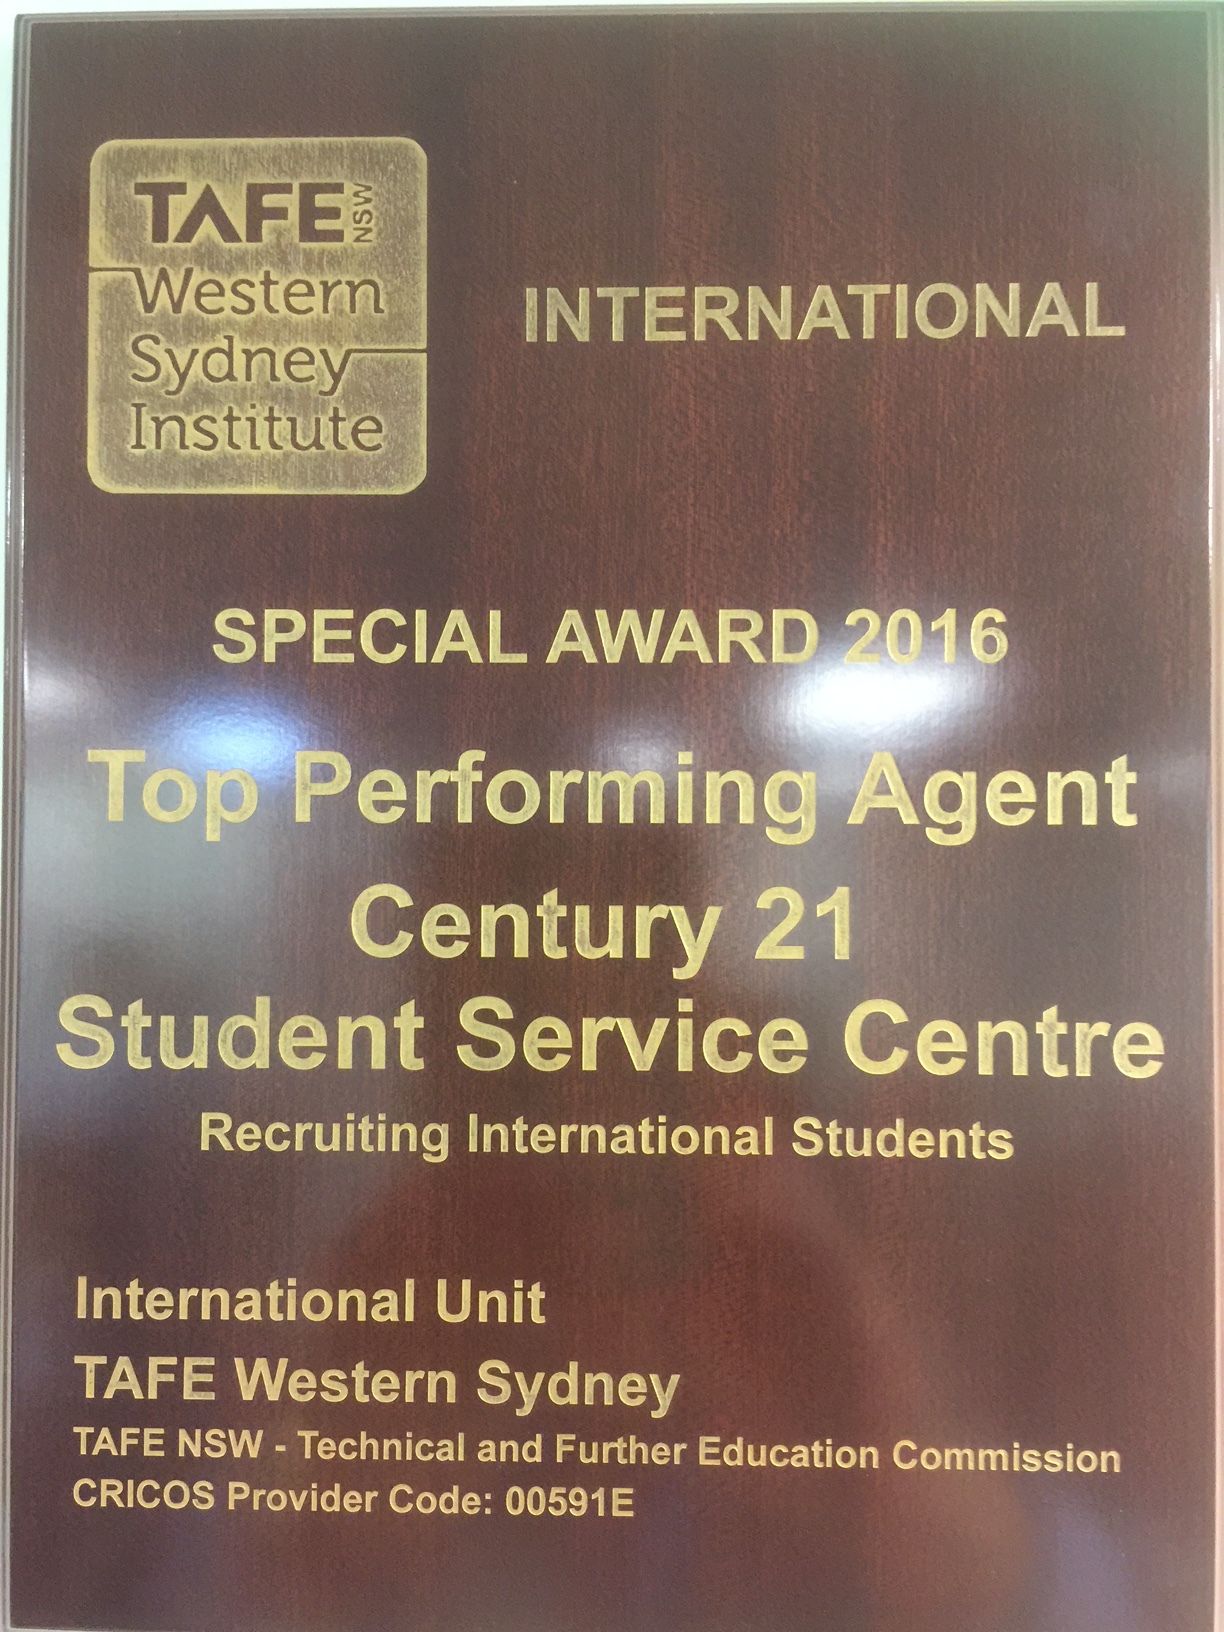 TAFE NSW
Western
Sydney
Institute
INTERNATIONAL
SPECIAL AWARD 2016
Top Performing Agent
Century 21
Student Service Centre
Recruiting International Students
International Unit
TAFE Western Sydney
TAFE NSW - Technical and Further Education Commission
CRICOS Provider Code: 00591E